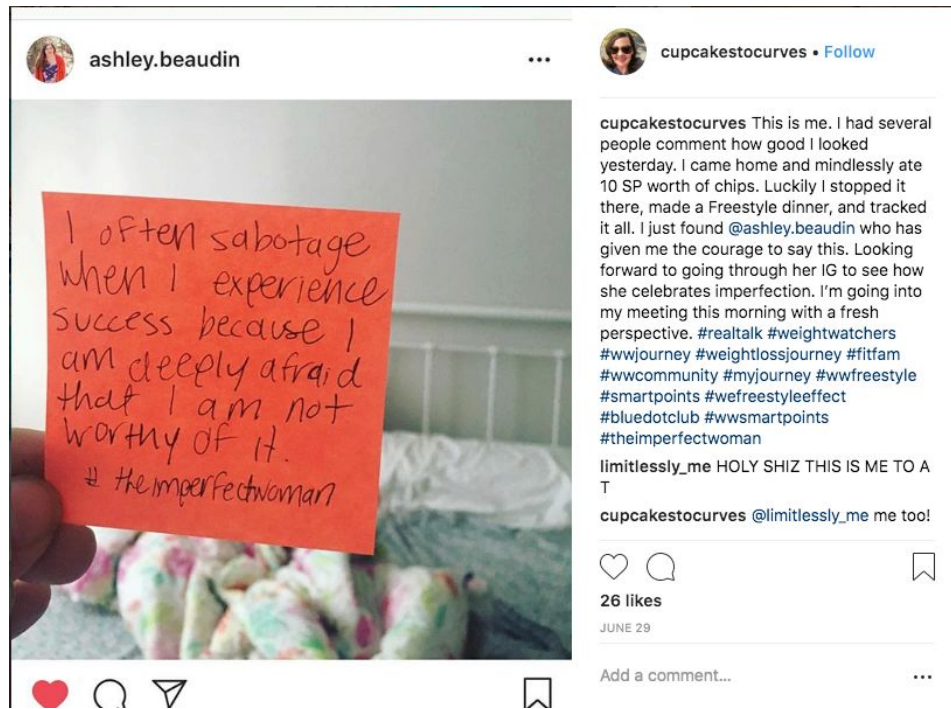 ashley.beaudin
...
I often sabotage
when I experience
success because I
am deeply afraid
that I am not
worthy of it.
# theimperfectwoman
cupcakestocurves • Follow
cupcakestocurves This is me. I had several
people comment how good I looked
yesterday. I came home and mindlessly ate
10 SP worth of chips. Luckily I stopped it
there, made a Freestyle dinner, and tracked
it all. I just found @ashley.beaudin who has
given me the courage to say this. Looking
forward to going through her IG to see how
she celebrates imperfection. I'm going into
my meeting this morning with a fresh
perspective. #realtalk #weightwatchers
#wwjourney #weightlossjourney #fitfam
#wwcommunity #myjourney #wwfreestyle
#smartpoints #wefreestyleeffect
#bluedotclub #wwsmartpoints
#theimperfectwoman
limitlessly_me HOLY SHIZ THIS IS ME TO A
T
cupcakestocurves @limitlessly_me me too!
26 likes
JUNE 29
Add a comment...
...